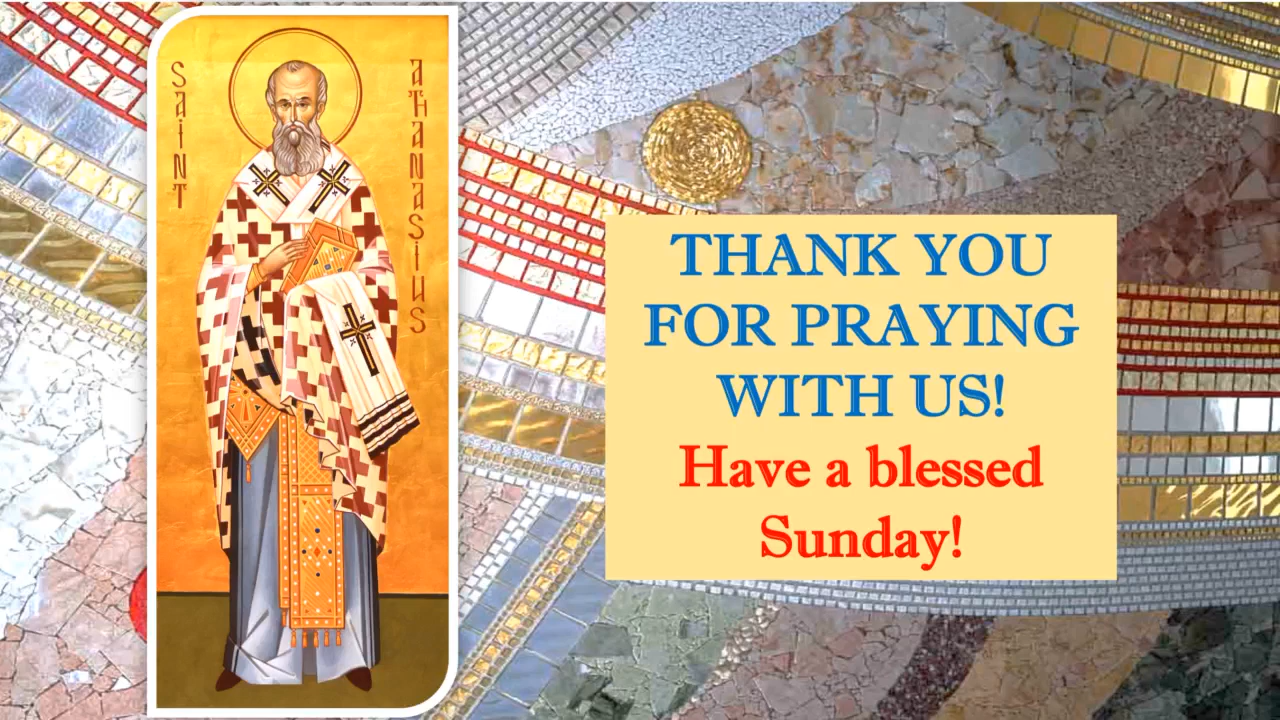 SAINT
ATHANASIUS
THANK YOU
FOR PRAYING
WITH US!
Have a blessed
Sunday!